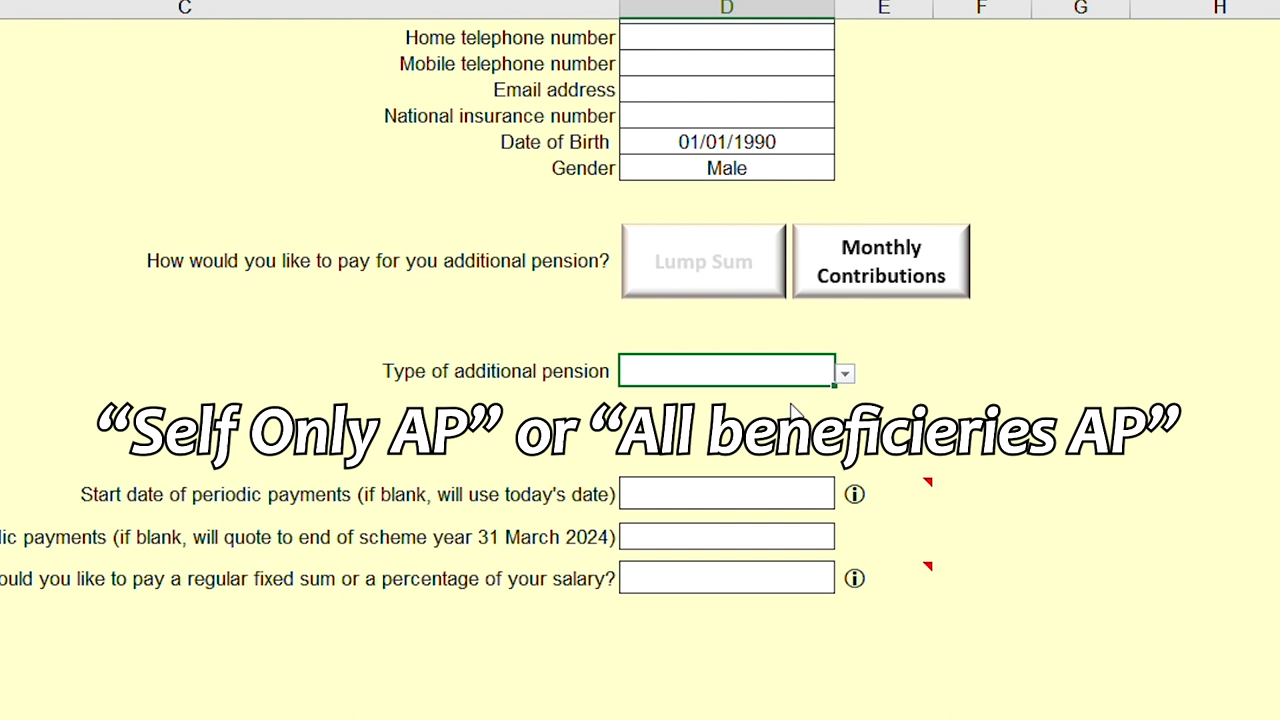 C D E F G H
Home telephone number
Mobile telephone number
Email address
National insurance number
Date of Birth 01/01/1990
Gender Male
How would you like to pay for you additional pension? Lump Sum Monthly Contributions
Type of additional pension
“Self Only AP” or “All beneficieries AP”
Start date of periodic payments (if blank, will use today's date)
payments (if blank, will quote to end of scheme year 31 March 2024)
you like to pay a regular fixed sum or a percentage of your salary?